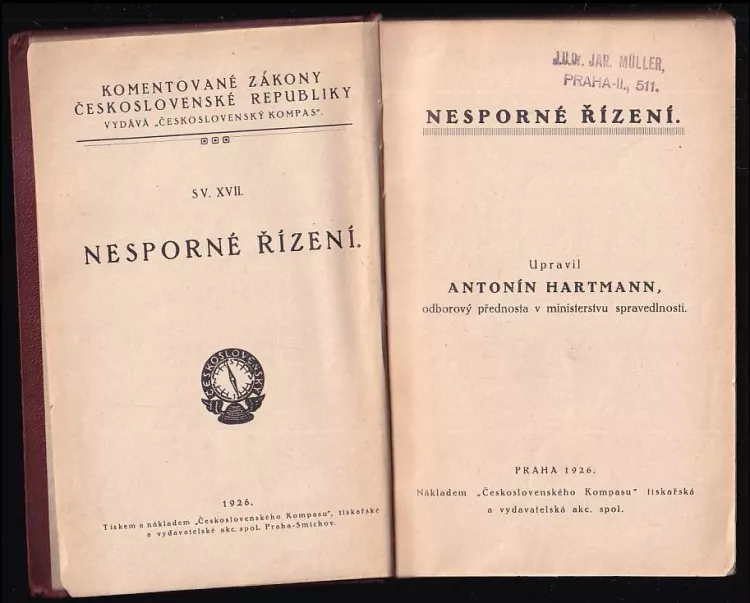 KOMENTOVANÉ ZÁKONY
ČESKOSLOVENSKÉ REPUBLIKY
VYDÁVÁ „ČESKOSLOVENSKÝ KOMPAS“.
SV. XVII.
NESPORNÉ ŘÍZENÍ.
ČESKOSLOVENSKÝ
1926.
Tiskem a nákladem „Československého Kompasu“, tiskařské
a vydavatelské akc. spol. Praha-Smíchov.
J.U.Dr. JAR. MÜLLER,
PRAHA-II., 511.
NESPORNÉ ŘÍZENÍ.
Upravil
ANTONÍN HARTMANN,
odborový přednosta v ministerstvu spravedlnosti.
PRAHA 1926.
Nákladem „Československého Kompasu“ tiskařská
a vydavatelská akc. spol.